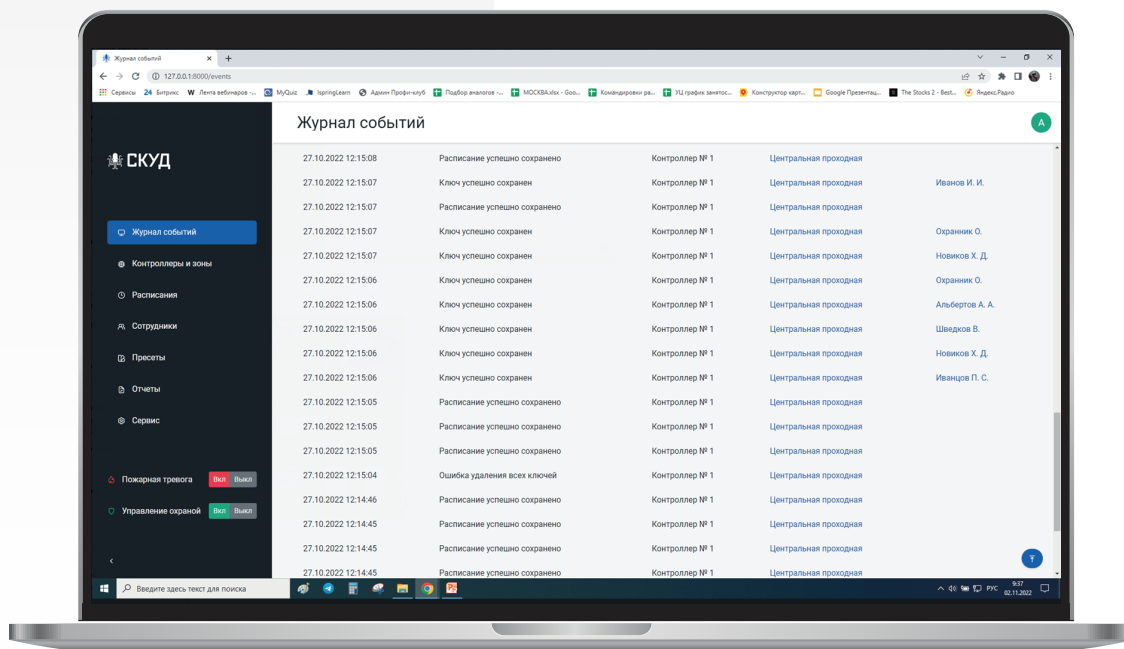 Журнал событий
127.0.0.1:8000/events
Сервисы 24 Битрикс W Лента вебинаров -... MyQuiz IspringLearn Админ Профи-клуб Подбор аналогов -... МОСКВА.xlsx - Goo... Командировки ра... УЦ график занятос... Конструктор карт... Google Презентац... The Stocks 2 - Best... Яндекс.Радио
СКУД
Журнал событий
Контроллеры и зоны
Расписания
Сотрудники
Пресеты
Отчеты
Сервис
Пожарная тревога Вкл Выкл
Управление охраной Вкл Выкл
Журнал событий А
27.10.2022 12:15:08 Расписание успешно сохранено Контроллер № 1 Центральная проходная
27.10.2022 12:15:07 Ключ успешно сохранен Контроллер № 1 Центральная проходная Иванов И. И.
27.10.2022 12:15:07 Расписание успешно сохранено Контроллер № 1 Центральная проходная
27.10.2022 12:15:07 Ключ успешно сохранен Контроллер № 1 Центральная проходная Охранник О.
27.10.2022 12:15:07 Ключ успешно сохранен Контроллер № 1 Центральная проходная Новиков Х. Д.
27.10.2022 12:15:06 Ключ успешно сохранен Контроллер № 1 Центральная проходная Охранник О.
27.10.2022 12:15:06 Ключ успешно сохранен Контроллер № 1 Центральная проходная Альбертов А. А.
27.10.2022 12:15:06 Ключ успешно сохранен Контроллер № 1 Центральная проходная Шведков В.
27.10.2022 12:15:06 Ключ успешно сохранен Контроллер № 1 Центральная проходная Новиков Х. Д.
27.10.2022 12:15:06 Ключ успешно сохранен Контроллер № 1 Центральная проходная Иванцов П. С.
27.10.2022 12:15:05 Расписание успешно сохранено Контроллер № 1 Центральная проходная
27.10.2022 12:15:05 Расписание успешно сохранено Контроллер № 1 Центральная проходная
27.10.2022 12:15:05 Расписание успешно сохранено Контроллер № 1 Центральная проходная
27.10.2022 12:15:04 Ошибка удаления всех ключей Контроллер № 1 Центральная проходная
27.10.2022 12:14:46 Расписание успешно сохранено Контроллер № 1 Центральная проходная
27.10.2022 12:14:45 Расписание успешно сохранено Контроллер № 1 Центральная проходная
27.10.2022 12:14:45 Расписание успешно сохранено Контроллер № 1 Центральная проходная
27.10.2022 12:14:45 Расписание успешно сохранено Контроллер № 1 Центральная проходная
Введите здесь текст для поиска РУС 9:37
02.11.2022